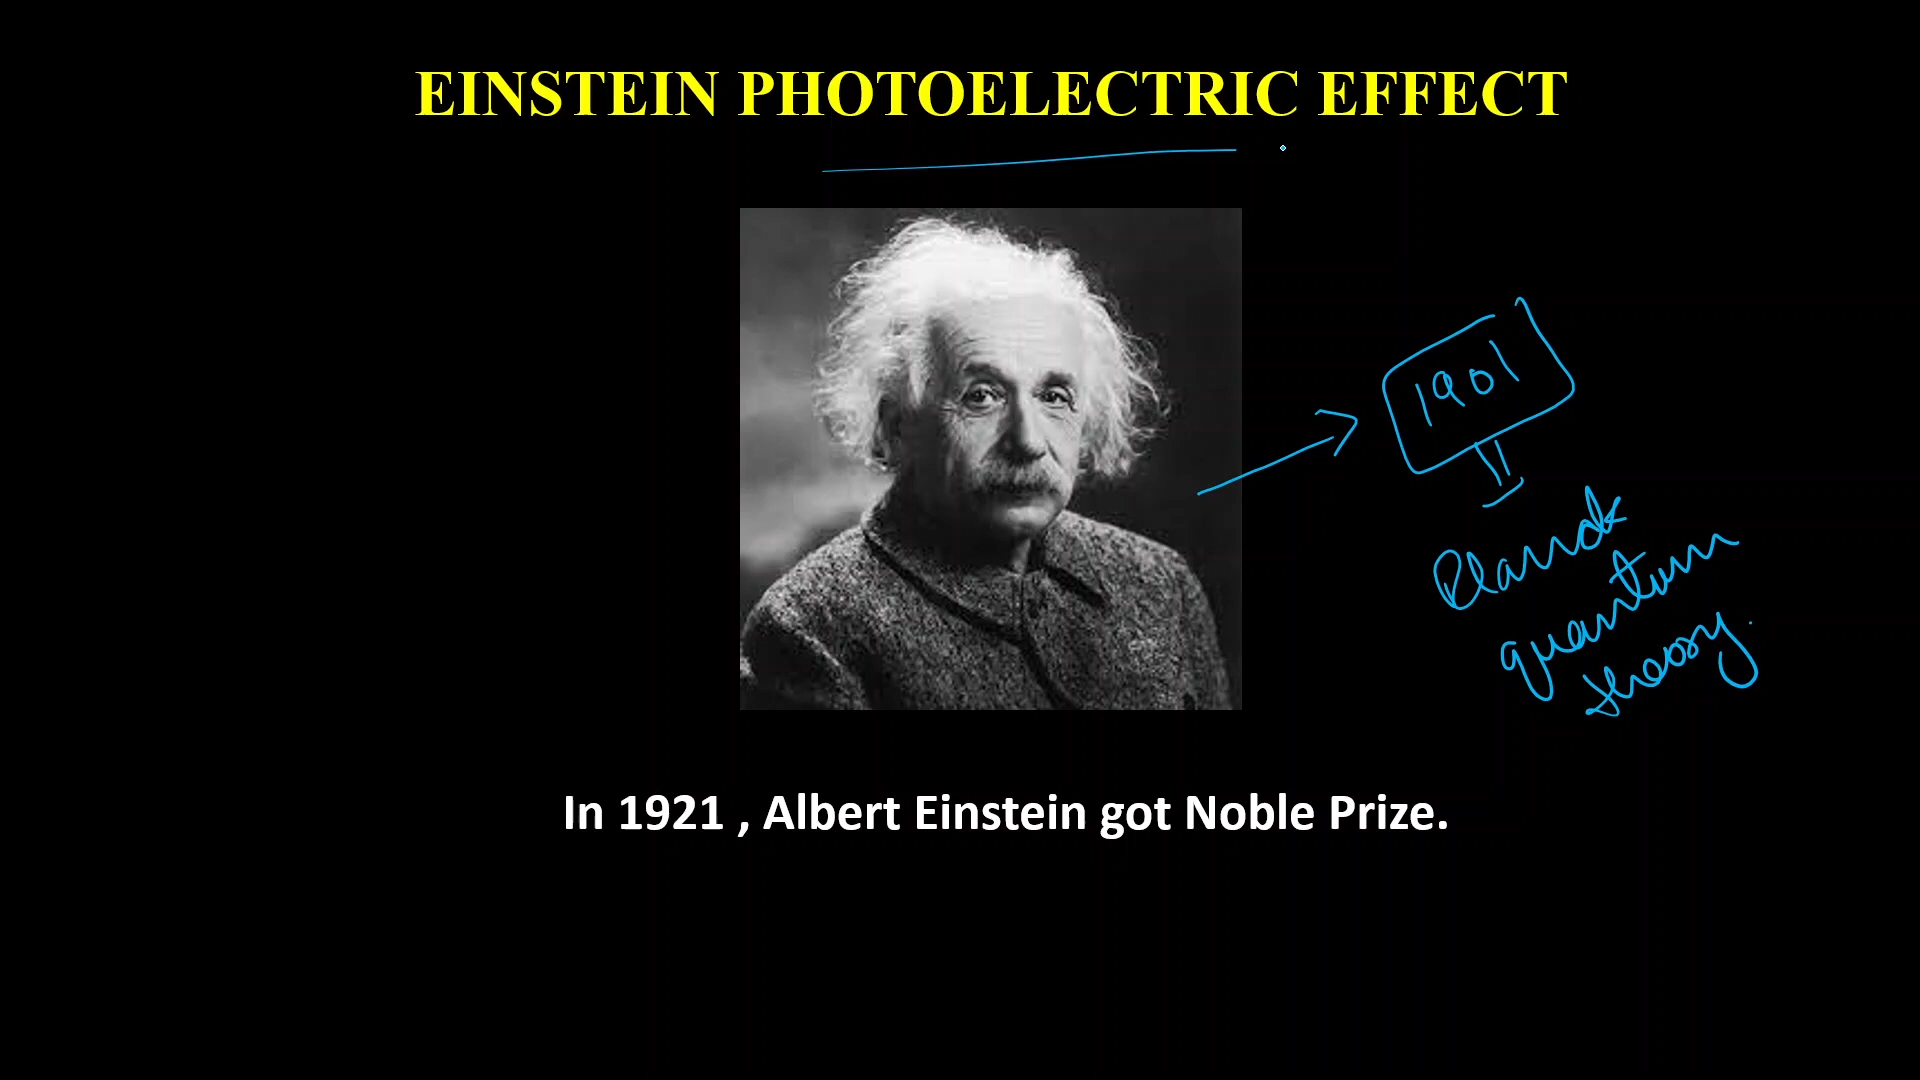 EINSTEIN PHOTOELECTRIC EFFECT
1901
Planck
quantum
theory.
In 1921 , Albert Einstein got Noble Prize.